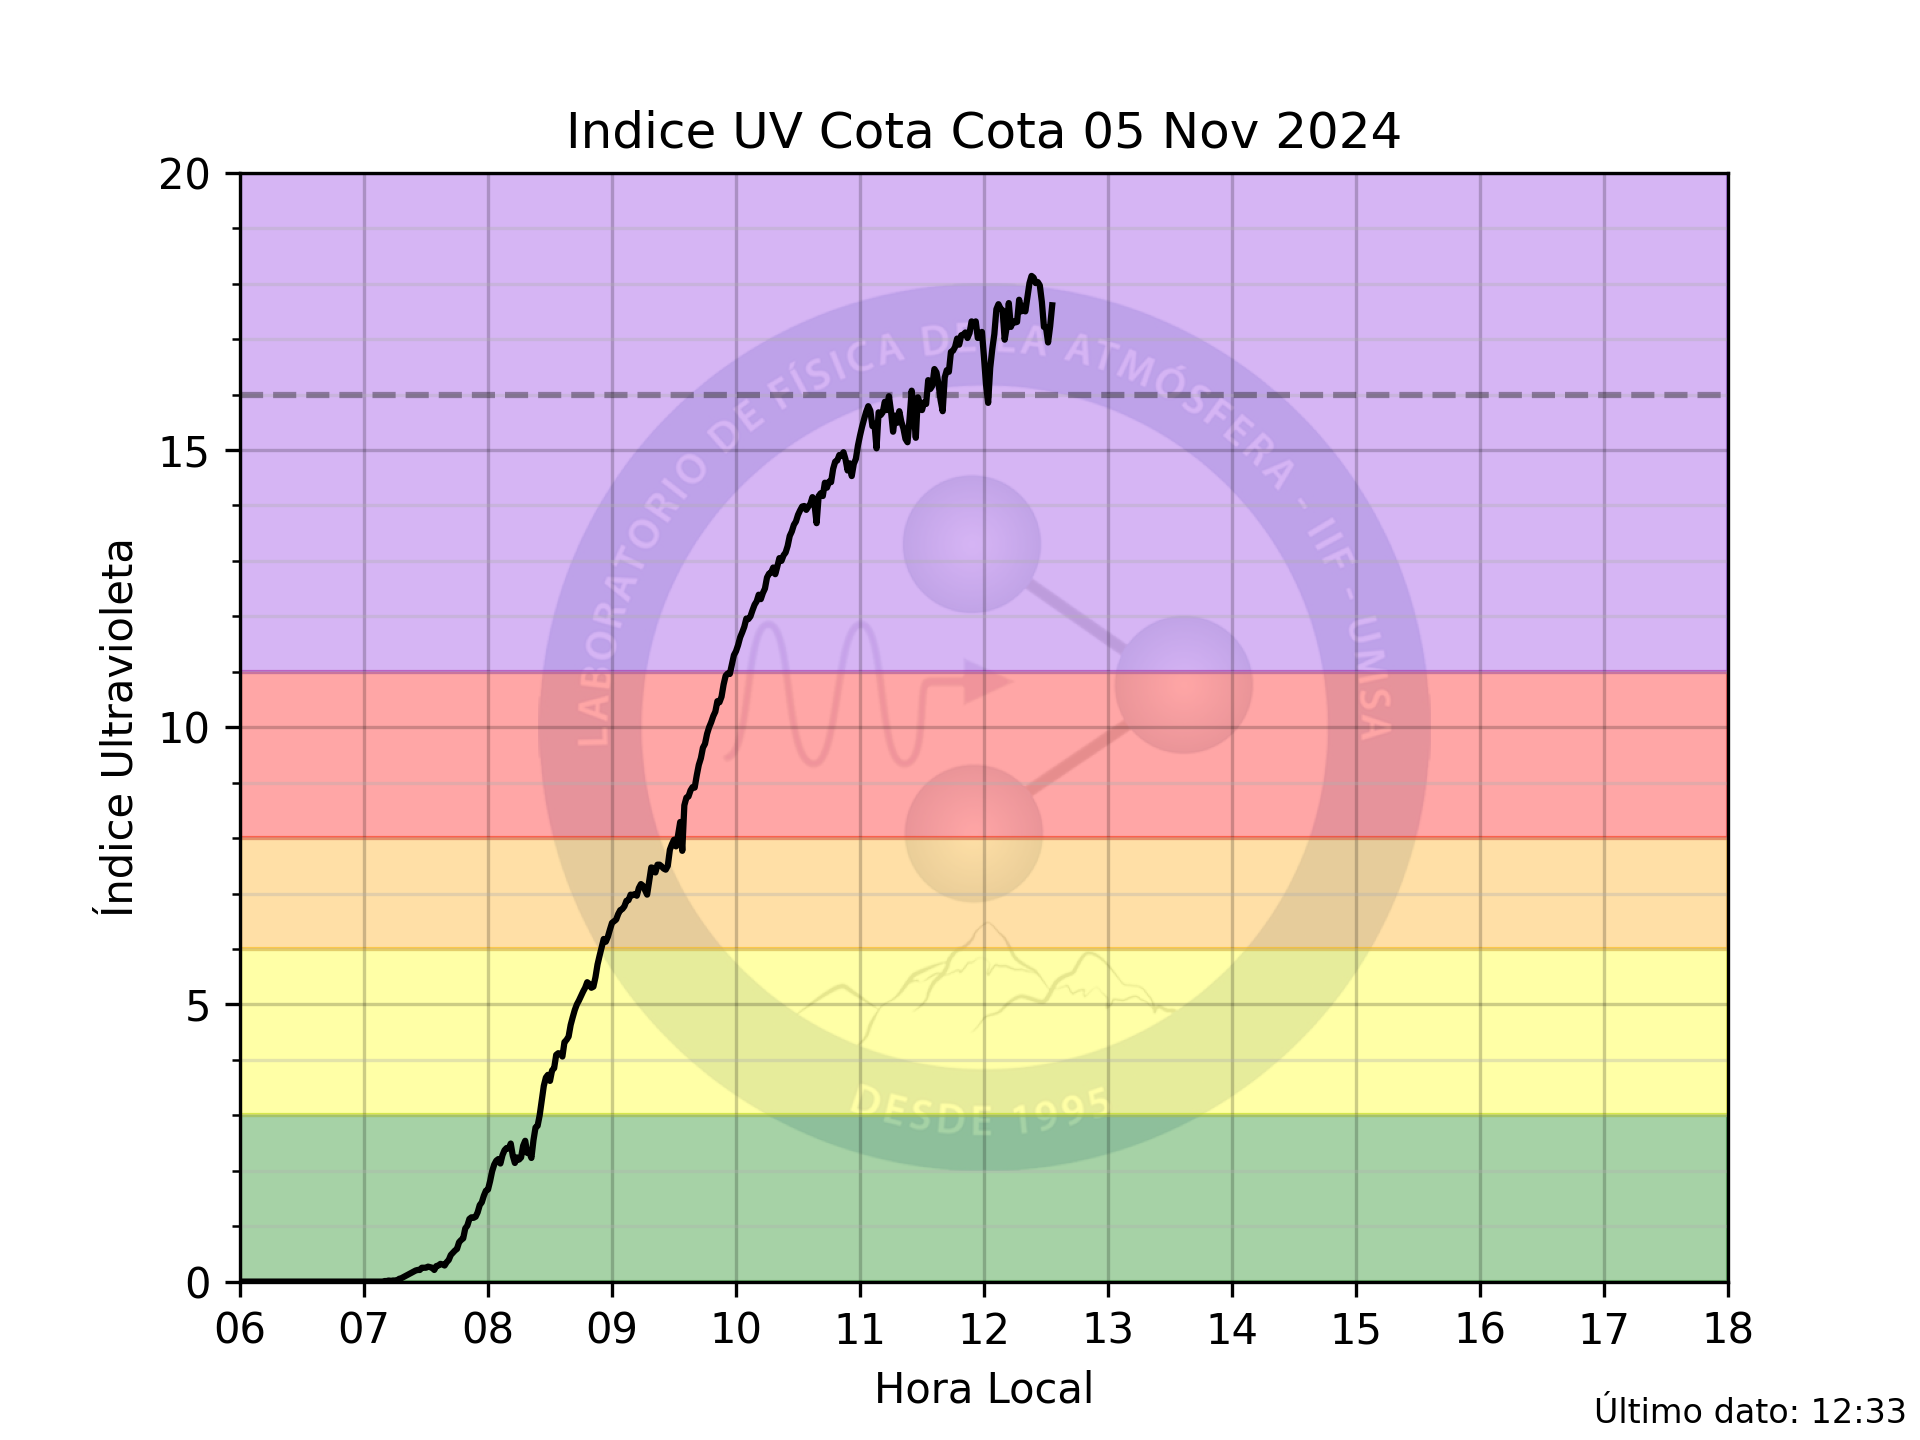 Indice UV Cota Cota 05 Nov 2024
20
15
10
5
0
Índice Ultravioleta
LABORATORIO DE FÍSICA DE LA ATMÓSFERA - IIF - UMSA
DESDE 1995
06 07 08 09 10 11 12 13 14 15 16 17 18
Hora Local
Último dato: 12:33